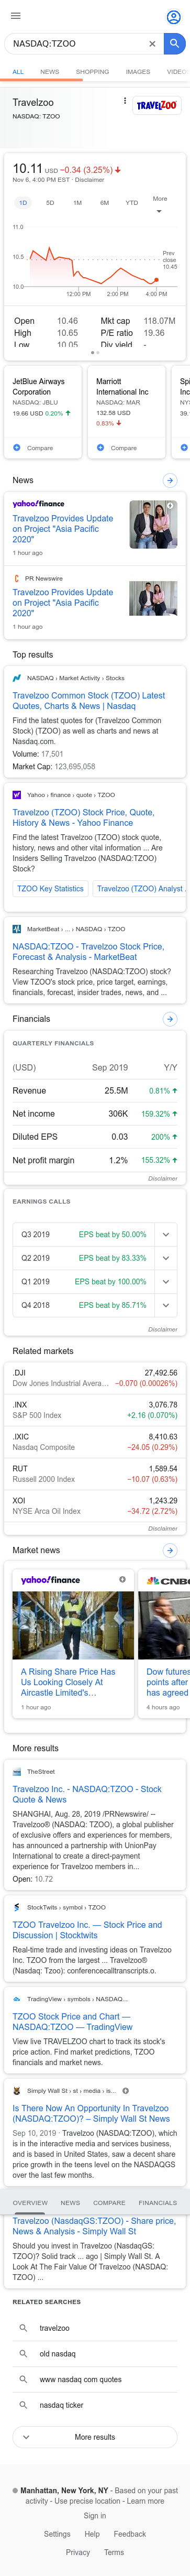 NASDAQ:TZOO
ALL NEWS SHOPPING IMAGES VIDEOS
Travelzoo
NASDAQ: TZOO
TRAVELZOO
10.11 USD −0.34 (3.25%)
Nov 6, 4:00 PM EST · Disclaimer
1D 5D 1M 6M YTD More
11.0
10.5
10.0
Prev
close
10.45
12:00 PM 2:00 PM 4:00 PM
Open 10.46 Mkt cap 118.07M
High 10.65 P/E ratio 19.36
Low 10.05 Div yield -
JetBlue Airways
Corporation
NASDAQ: JBLU
19.66 USD 0.20%
Compare
Marriott
International Inc
NASDAQ: MAR
132.58 USD
0.83%
Compare
News
yahoo/finance
Travelzoo Provides Update
on Project "Asia Pacific
2020"
1 hour ago
PR Newswire
Travelzoo Provides Update
on Project "Asia Pacific
2020"
1 hour ago
Top results
NASDAQ › Market Activity › Stocks
Travelzoo Common Stock (TZOO) Latest
Quotes, Charts & News | Nasdaq
Find the latest quotes for (Travelzoo Common
Stock) (TZOO) as well as charts and news at
Nasdaq.com.
Volume: 17,501
Market Cap: 123,695,058
Yahoo › finance › quote › TZOO
Travelzoo (TZOO) Stock Price, Quote,
History & News - Yahoo Finance
Find the latest Travelzoo (TZOO) stock quote,
history, news and other vital information ... Are
Insiders Selling Travelzoo (NASDAQ:TZOO)
Stock?
TZOO Key Statistics
Travelzoo (TZOO) Analyst ...
MarketBeat › ... › NASDAQ › TZOO
NASDAQ:TZOO - Travelzoo Stock Price,
Forecast & Analysis - MarketBeat
Researching Travelzoo (NASDAQ:TZOO) stock?
View TZOO's stock price, price target, earnings,
financials, forecast, insider trades, news, and ...
Financials
QUARTERLY FINANCIALS
(USD) Sep 2019 Y/Y
Revenue 25.5M 0.81%
Net income 306K 159.32%
Diluted EPS 0.03 200%
Net profit margin 1.2% 155.32%
Disclaimer
EARNINGS CALLS
Q3 2019 EPS beat by 50.00%
Q2 2019 EPS beat by 83.33%
Q1 2019 EPS beat by 100.00%
Q4 2018 EPS beat by 85.71%
Disclaimer
Related markets
.DJI 27,492.56
Dow Jones Industrial Avera... −0.070 (0.00026%)
.INX 3,076.78
S&P 500 Index +2.16 (0.070%)
.IXIC 8,410.63
Nasdaq Composite −24.05 (0.29%)
RUT 1,589.54
Russell 2000 Index −10.07 (0.63%)
XOI 1,243.29
NYSE Arca Oil Index −34.72 (2.72%)
Disclaimer
Market news
yahoo/finance
A Rising Share Price Has
Us Looking Closely At
Aircastle Limited's...
1 hour ago
CNBC
Dow futures
points after
has agreed
4 hours ago
More results
TheStreet
Travelzoo Inc. - NASDAQ:TZOO - Stock
Quote & News
SHANGHAI, Aug. 28, 2019 /PRNewswire/ --
Travelzoo® (NASDAQ: TZOO), a global publisher
of exclusive offers and experiences for members,
has announced a partnership with UnionPay
International to create a direct-e-payment
experience for Travelzoo members in...
Open: 10.72
StockTwits › symbol › TZOO
TZOO Travelzoo Inc. — Stock Price and
Discussion | Stocktwits
Real-time trading and investing ideas on Travelzoo
Inc. TZOO from the largest ... Travelzoo®
(Nasdaq: Tzoo): conferencecalltranscripts.o.
TradingView › symbols › NASDAQ...
TZOO Stock Price and Chart —
NASDAQ:TZOO — TradingView
View live TRAVELZOO chart to track its stock's
price action. Find market predictions, TZOO
financials and market news.
Simply Wall St › st › media › is...
Is There Now An Opportunity In Travelzoo
(NASDAQ:TZOO)? – Simply Wall St News
Sep 10, 2019 · Travelzoo (NASDAQ:TZOO), which
is in the interactive media and services business,
and is based in United States, saw a decent share
price growth in the teens level on the NASDAQGS
over the last few months.
OVERVIEW NEWS COMPARE FINANCIALS
Travelzoo (NasdaqGS:TZOO) - Share price,
News & Analysis - Simply Wall St
Should you invest in Travelzoo (NasdaqGS:
TZOO)? Solid track ... ago | Simply Wall St. A
Look At The Fair Value Of Travelzoo (NASDAQ:
TZOO) ...
RELATED SEARCHES
travelzoo
old nasdaq
www nasdaq com quotes
nasdaq ticker
More results
Manhattan, New York, NY - Based on your past
activity - Use precise location - Learn more
Sign in
Settings Help Feedback
Privacy Terms